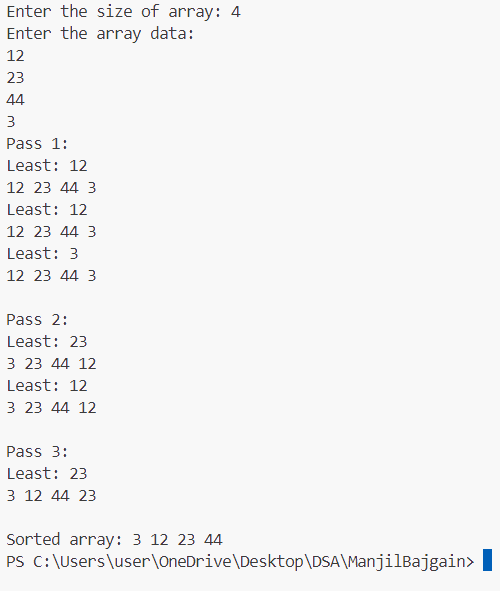 Enter the size of array: 4
Enter the array data:
12
23
44
3
Pass 1:
Least: 12
12 23 44 3
Least: 12
12 23 44 3
Least: 3
12 23 44 3
Pass 2:
Least: 23
3 23 44 12
Least: 12
3 23 44 12
Pass 3:
Least: 23
3 12 44 23
Sorted array: 3 12 23 44
PS C:\Users\user\OneDrive\Desktop\DSA\ManjilBajgain>